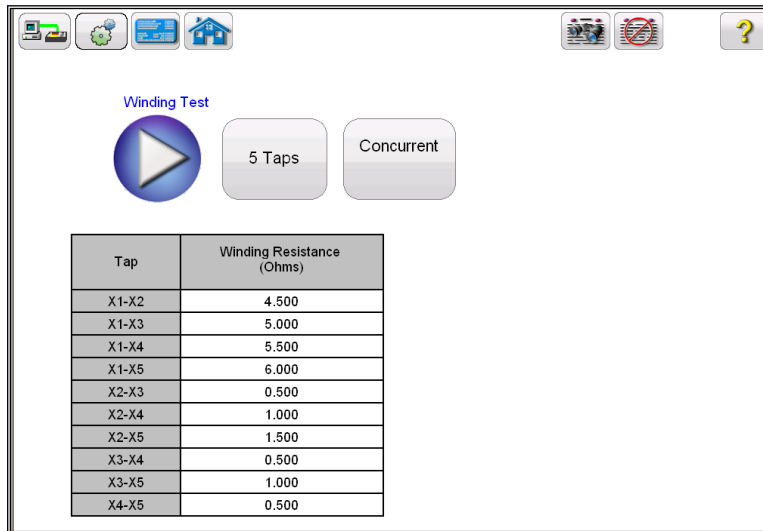 ?
Winding Test
5 Taps
Concurrent
Tap
Winding Resistance
(Ohms)
X1-X2 4.500
X1-X3 5.000
X1-X4 5.500
X1-X5 6.000
X2-X3 0.500
X2-X4 1.000
X2-X5 1.500
X3-X4 0.500
X3-X5 1.000
X4-X5 0.500